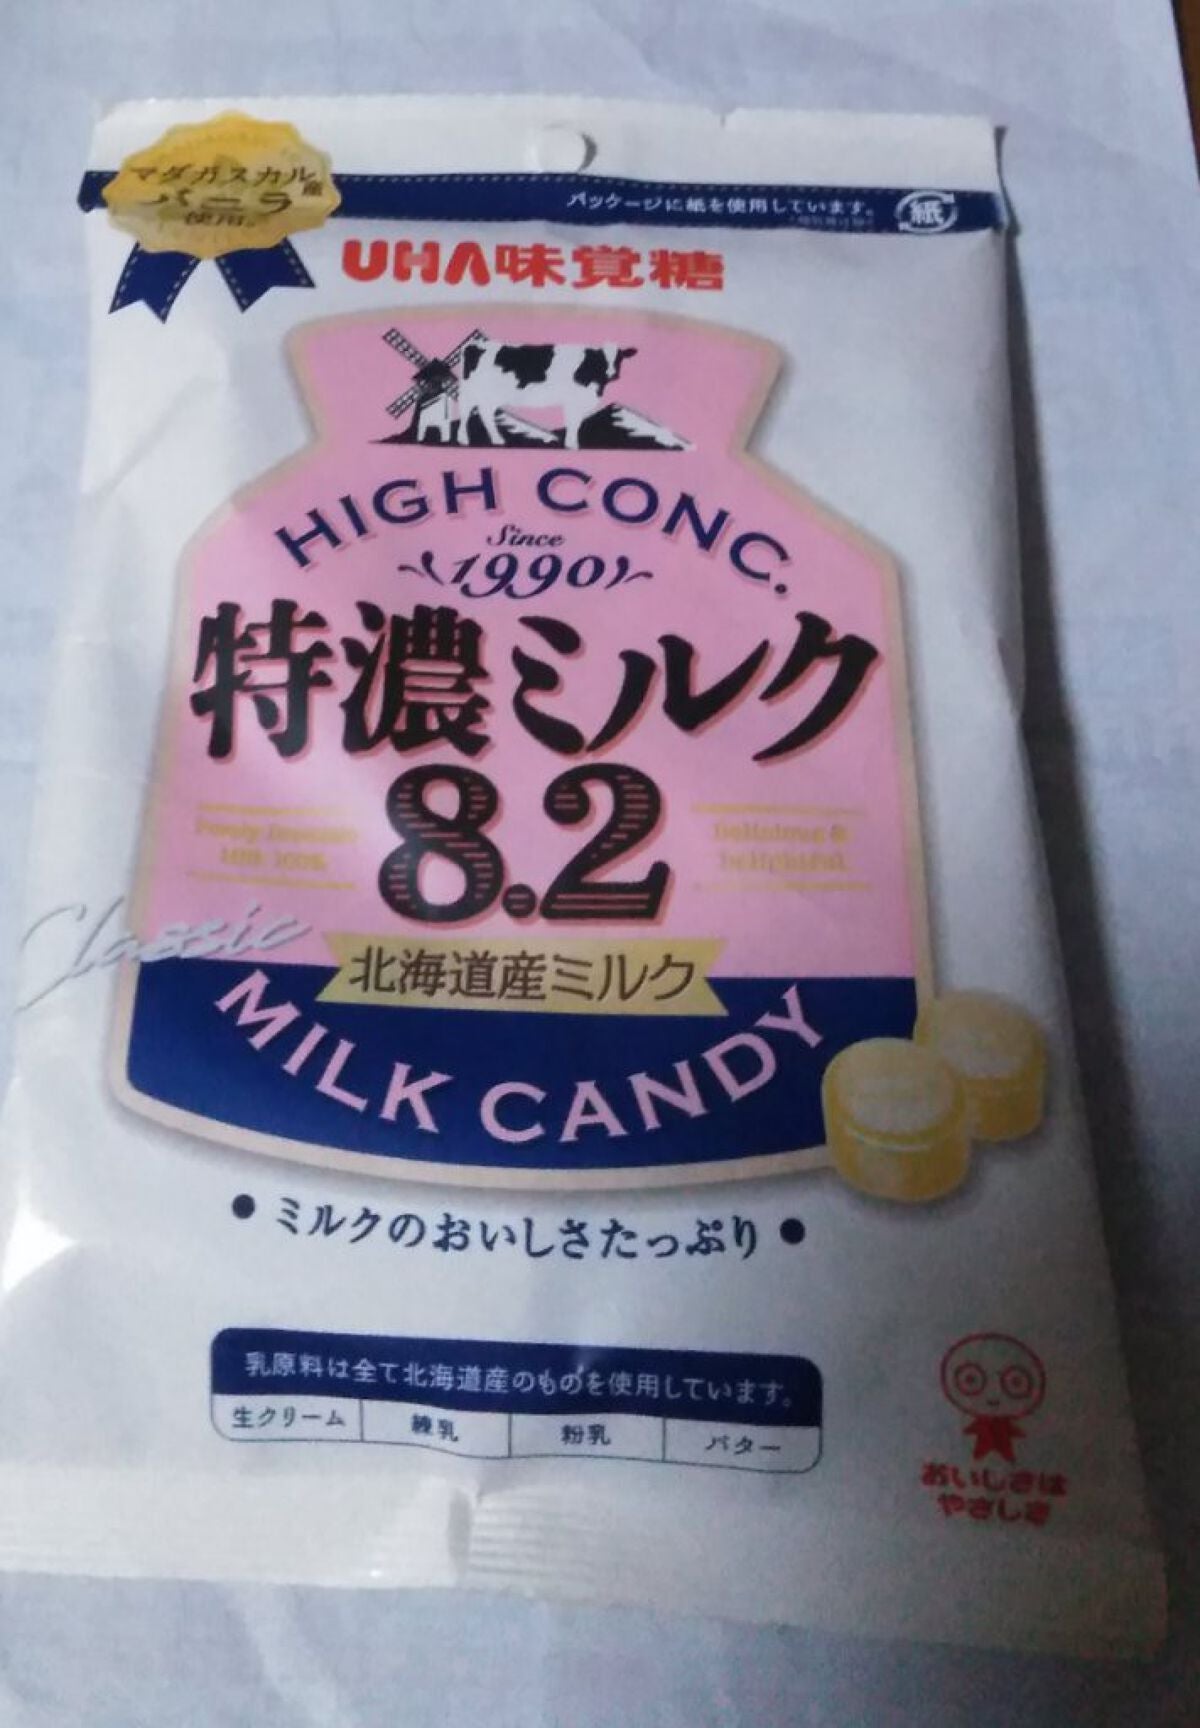 マダガスカル産
バニラ
使用。
パッケージに紙を使用しています。
紙
UHA味覚糖
HIGH CONC.
Since
1990
特濃ミルク
8.2
Delicious &
Delightful
Classic
北海道産ミルク
MILK CANDY
• ミルクのおいしさたっぷり •
乳原料は全て北海道産のものを使用しています。
生クリーム 練乳 粉乳 バター
おいしさは
やさしさ